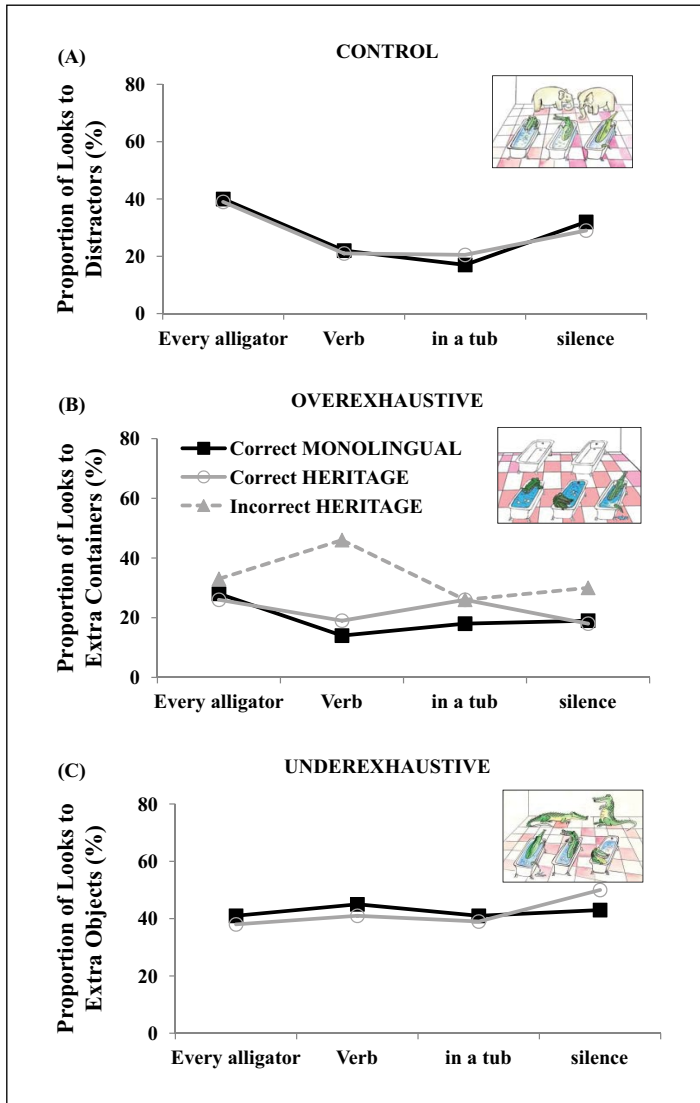 (A)
CONTROL
Proportion of Looks to
Distractors (%)
80
60
40
20
0
Every alligator
Verb
in a tub
silence
(B)
OVEREXHAUSTIVE
Proportion of Looks to
Extra Containers (%)
80
60
40
20
0
Correct MONOLINGUAL
Correct HERITAGE
Incorrect HERITAGE
Every alligator
Verb
in a tub
silence
(C)
UNDEREXHAUSTIVE
Proportion of Looks to
Extra Objects (%)
80
60
40
20
0
Every alligator
Verb
in a tub
silence